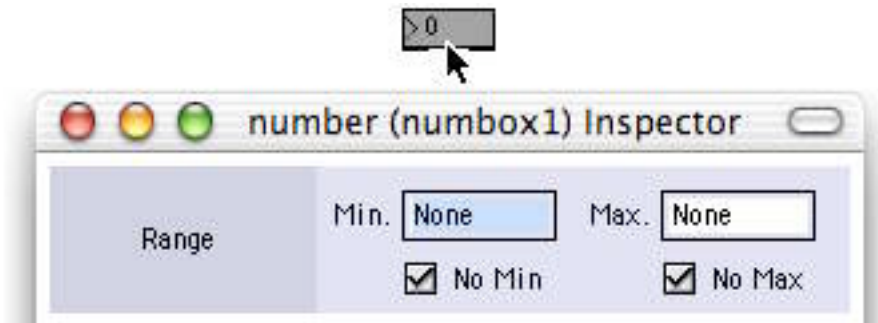 0
number (numbox1) Inspector
Range
Min. None Max. None
No Min No Max